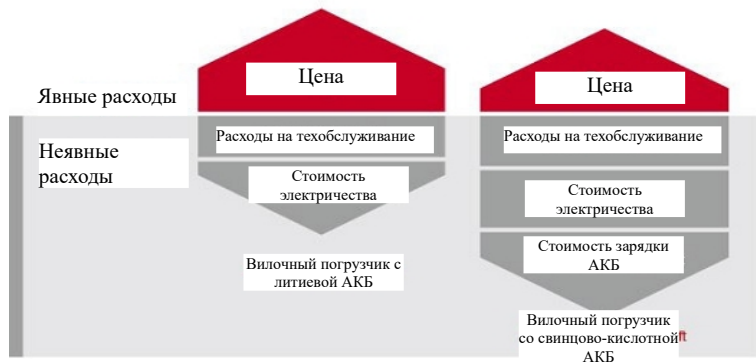 Цена
Цена
Явные расходы
Расходы на техобслуживание
Расходы на техобслуживание
Неявные
расходы
Стоимость
электричества
Стоимость
электричества
Стоимость зарядки
АКБ
Вилочный погрузчик с
литиевой АКБ
Вилочный погрузчик
со свинцово-кислотной
АКБ